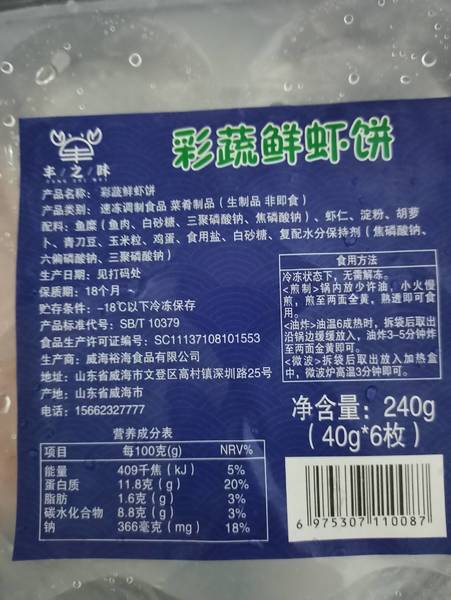 彩蔬鲜虾饼
丰之味
产品名称：彩蔬鲜虾饼
产品类别：速冻调制食品 菜肴制品（生制品 非即食）
配料：鱼糜（鱼肉、白砂糖、三聚磷酸钠、焦磷酸钠）、虾仁、淀粉、胡萝
卜、青刀豆、玉米粒、鸡蛋、食用盐、白砂糖、复配水分保持剂（焦磷酸钠、
六偏磷酸钠、三聚磷酸钠）
生产日期：见打码处
保质期：18个月
贮存条件：-18℃以下冷冻保存
产品标准代号：SB/T 10379
食品生产许可证编号：SC11137108101553
生产商：威海裕海食品有限公司
地址：山东省威海市文登区高村镇深圳路25号
产地：山东省威海市
电话：15662327777
食用方法
冷冻状态下，无需解冻。
<煎制>锅内放少许油，小火慢
煎，煎至两面全黄，熟透即可食
用。
<油炸>油温6成热时，拆袋后取出
沿锅边缓缓放入，油炸3-5分钟炸
至两面金黄即可。
<微波>拆袋后取出放入加热盒
中，微波炉高温3分钟即可。
净含量：240g
（40g*6枚）
营养成分表
项目 每100克(g) NRV%
能量 409千焦（kJ） 5%
蛋白质 11.8克（g） 20%
脂肪 1.6克（g） 3%
碳水化合物 8.8克（g） 3%
钠 366毫克（mg） 18%
6 975307 110087